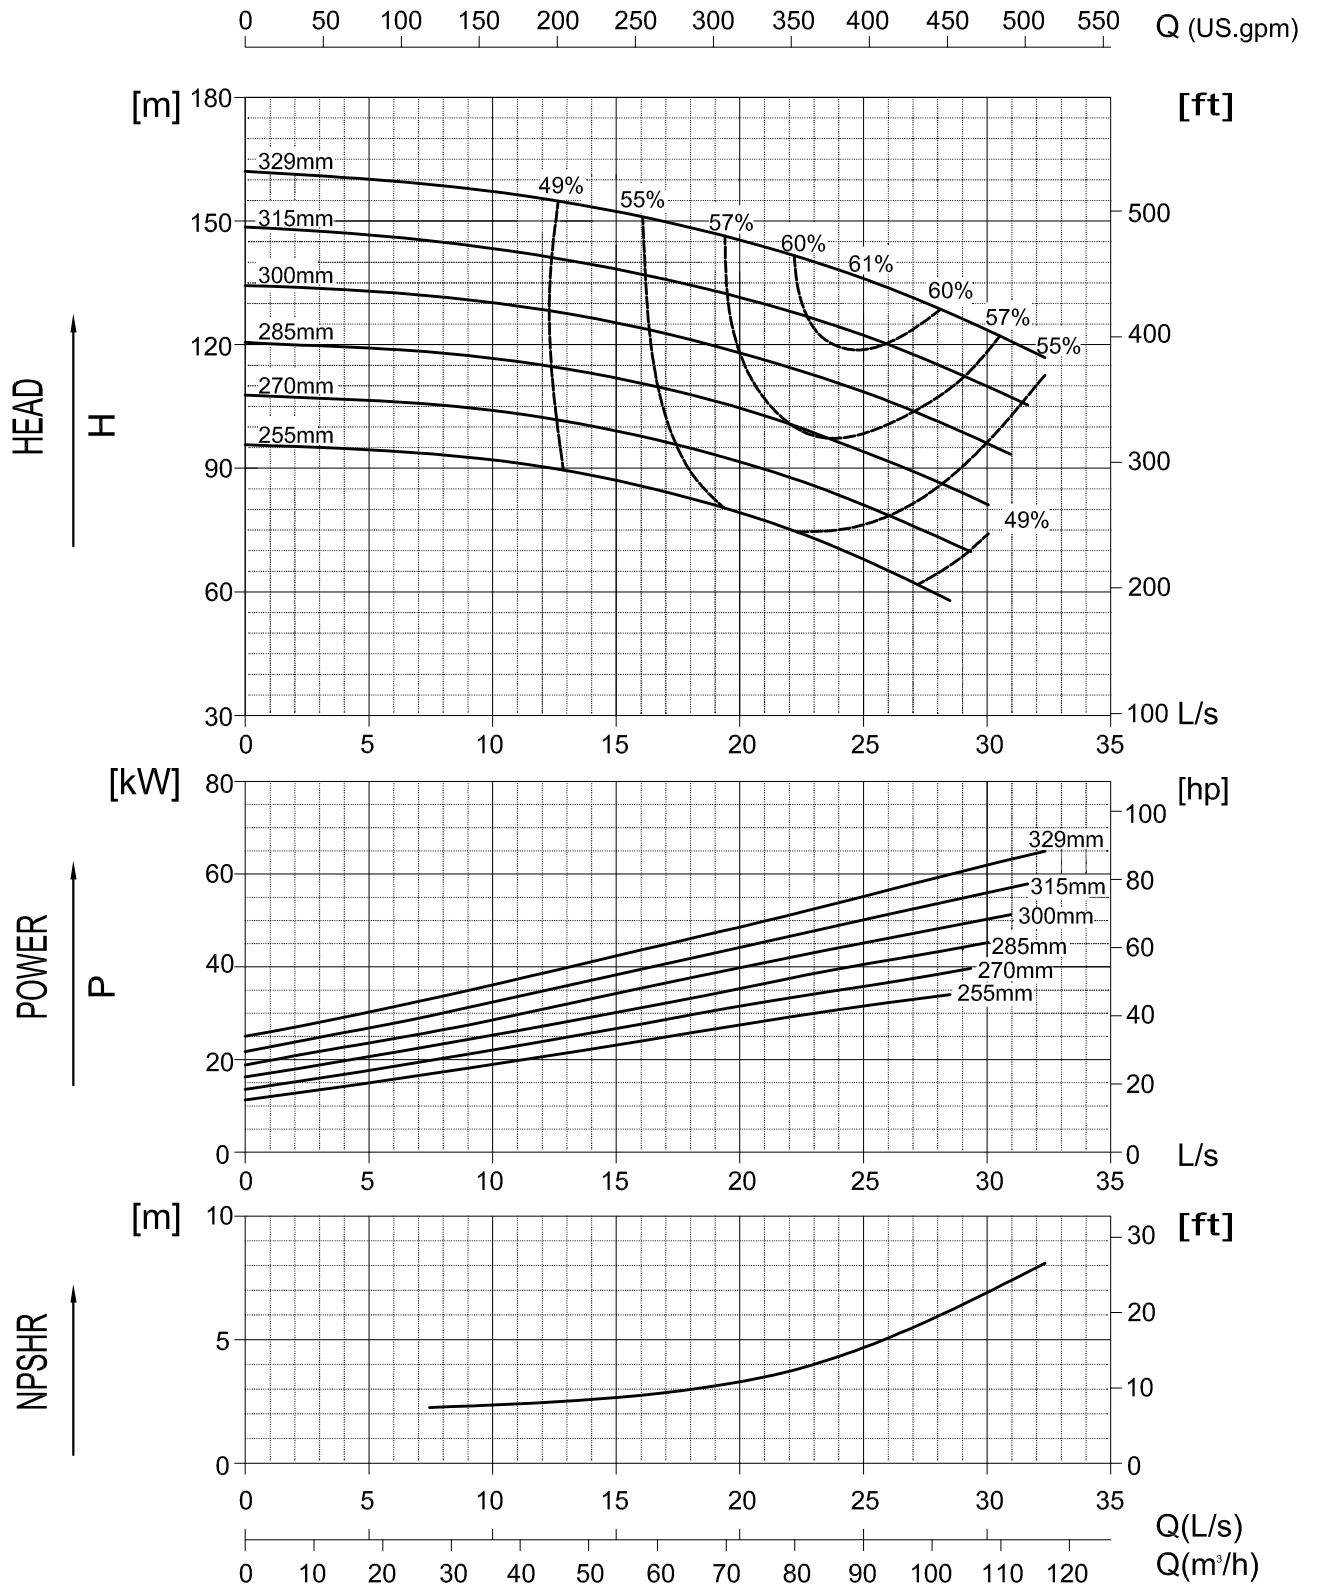 0 50 100 150 200 250 300 350 400 450 500 550 Q (US.gpm)
[m] 180 [ft]
329mm
49%
55%
150 315mm 57% 500
60%
61%
300mm
60%
57%
285mm 400
120 55%
270mm
HEAD
H
255mm
90 300
49%
60 200
30 100 L/s
0 5 10 15 20 25 30 35
[kW] 80 [hp]
100
329mm
60 80
315mm
300mm
POWER
P
285mm 60
40 270mm
255mm
40
20 20
0 0 L/s
0 5 10 15 20 25 30 35
[m] 10 [ft]
30
20
5
NPSHR
10
0 0
0 5 10 15 20 25 30 35
Q(L/s)
0 10 20 30 40 50 60 70 80 90 100 110 120 Q(m³/h)